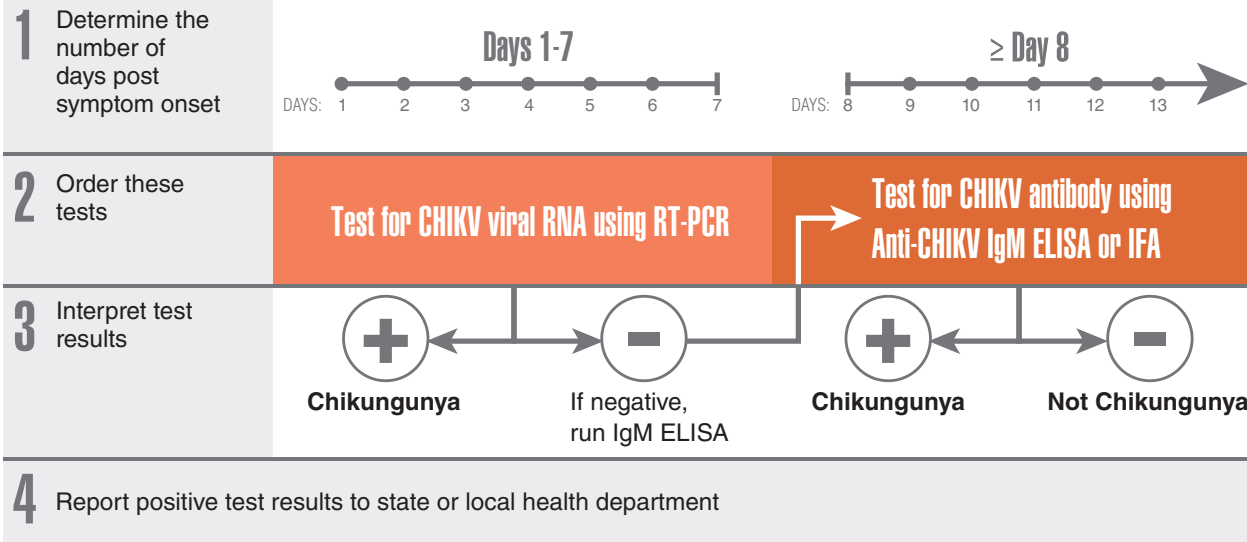 1
Determine the
number of
days post
symptom onset
Days 1-7
DAYS: 1 2 3 4 5 6 7
≥ Day 8
DAYS: 8 9 10 11 12 13
2
Order these
tests
Test for CHIKV viral RNA using RT-PCR
Test for CHIKV antibody using
Anti-CHIKV IgM ELISA or IFA
3
Interpret test
results
+
Chikungunya
-
If negative,
run IgM ELISA
+
Chikungunya
-
Not Chikungunya
4
Report positive test results to state or local health department